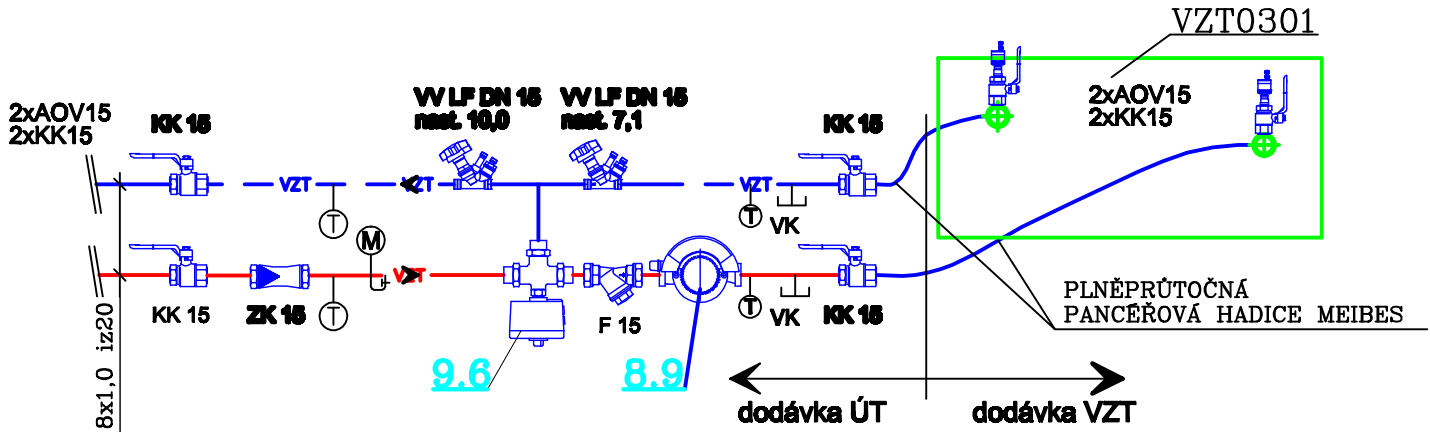 VZT0301
2xAOV15
2xKK15
KK 15
VV LF DN 15
nast. 10,0
VV LF DN 15
nast. 7,1
KK 15
2xAOV15
2xKK15
VZT
VZT
VZT
T
T
VK
M
VZT
KK 15
ZK 15
T
F 15
T
VK
KK 15
PLNĚPRŮTOČNÁ
PANCÉŘOVÁ HADICE MEIBES
8x1,0 iz20
9.6
8.9
dodávka ÚT
dodávka VZT